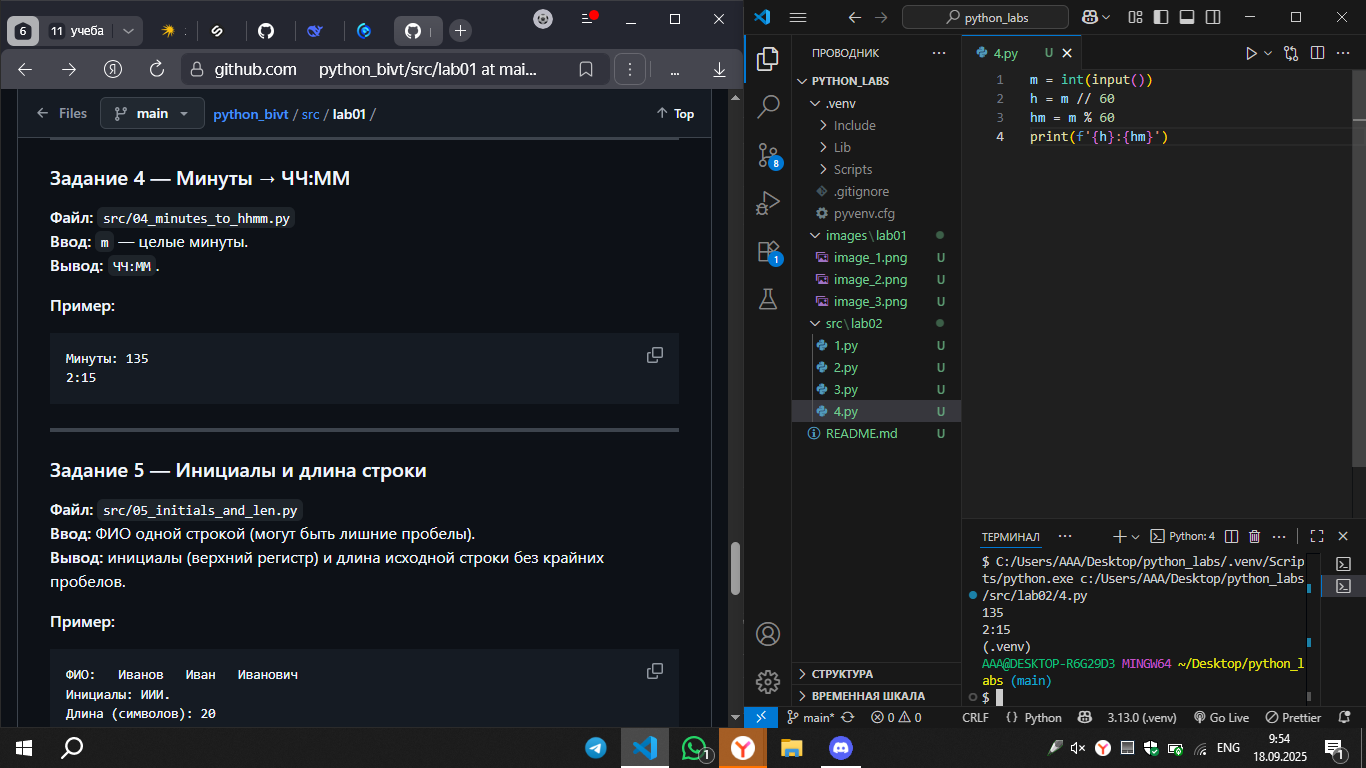 6
11 учеба
github.com python_bivt/src/lab01 at mai...
Files
main
python_bivt / src / lab01 /
Top
Задание 4 — Минуты → ЧЧ:ММ
Файл: src/04_minutes_to_hhmm.py
Ввод: m — целые минуты.
Вывод: ЧЧ:ММ.
Пример:
Минуты: 135
2:15
Задание 5 — Инициалы и длина строки
Файл: src/05_initials_and_len.py
Ввод: ФИО одной строкой (могут быть лишние пробелы).
Вывод: инициалы (верхний регистр) и длина исходной строки без крайних
пробелов.
Пример:
ФИО:   Иванов   Иван   Иванович
Инициалы: ИИИ.
Длина (символов): 20
python_labs
ПРОВОДНИК
PYTHON_LABS
.venv
Include
Lib
Scripts
.gitignore
pyvenv.cfg
images\lab01
image_1.png U
image_2.png U
image_3.png U
src\lab02
1.py U
2.py U
3.py U
4.py U
README.md U
СТРУКТУРА
ВРЕМЕННАЯ ШКАЛА
8
1
4.py U
1 m = int(input())
2 h = m // 60
3 hm = m % 60
4 print(f'{h}:{hm}')
ТЕРМИНАЛ
Python: 4
$ C:/Users/AAA/Desktop/python_labs/.venv/Scrip
ts/python.exe c:/Users/AAA/Desktop/python_labs
/src/lab02/4.py
135
2:15
(.venv)
AAA@DESKTOP-R6G29D3 MINGW64 ~/Desktop/python_l
abs (main)
$
main* 0 0 CRLF {} Python 3.13.0 (.venv) Go Live Prettier
1
ENG
9:54
18.09.2025
1